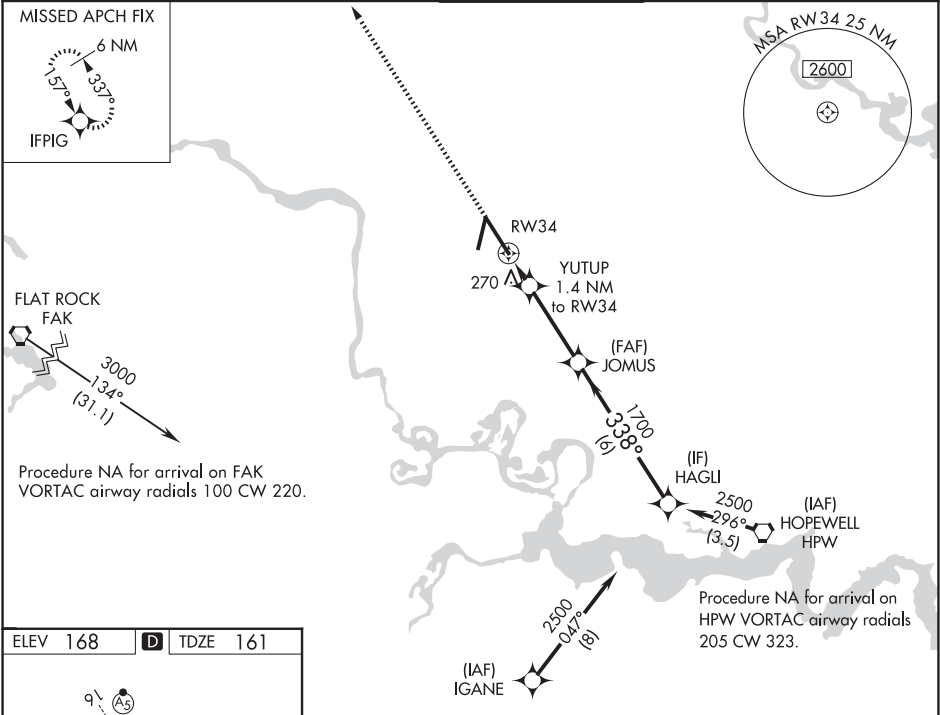 MISSED APCH FIX
6 NM
157°
337°
IFPIG
MSA RW34 25 NM
2600
RW34
270
YUTUP
1.4 NM
to RW34
FLAT ROCK
FAK
3000
134°
(31.1)
(FAF)
JOMUS
1700
338°
(6)
Procedure NA for arrival on FAK
VORTAC airway radials 100 CW 220.
(IF)
HAGLI
2500
296°
(3.5)
(IAF)
HOPEWELL
HPW
Procedure NA for arrival on
HPW VORTAC airway radials
205 CW 323.
2500
047°
(8)
(IAF)
IGANE
ELEV 168 D TDZE 161
16
A5